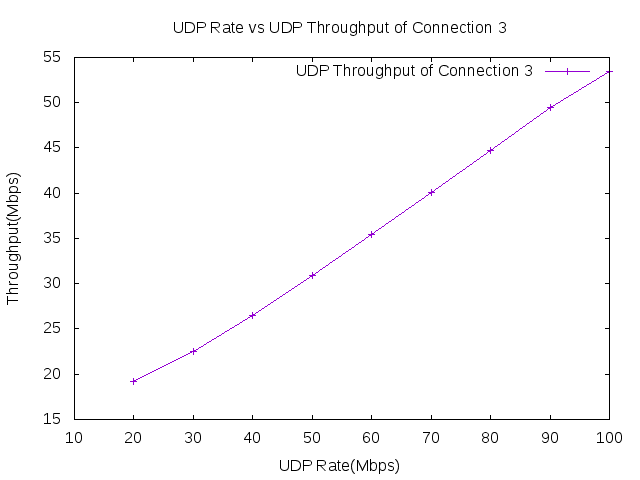 UDP Rate vs UDP Throughput of Connection 3
UDP Throughput of Connection 3
55
50
45
40
35
30
25
20
15
Throughput(Mbps)
10 20 30 40 50 60 70 80 90 100
UDP Rate(Mbps)